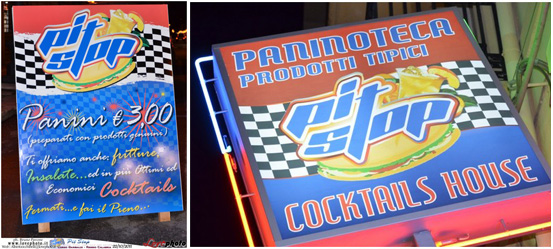 pit
stop
Panini € 3,00
(preparati con prodotti genuini)
Ti offriamo anche: fritture,
Insalate...ed in più Ottimi ed
Economici Cocktails
Fermati...e fai il Pieno...
PANINOTECA
PRODOTTI TIPICI
pit
stop
COCKTAILS HOUSE